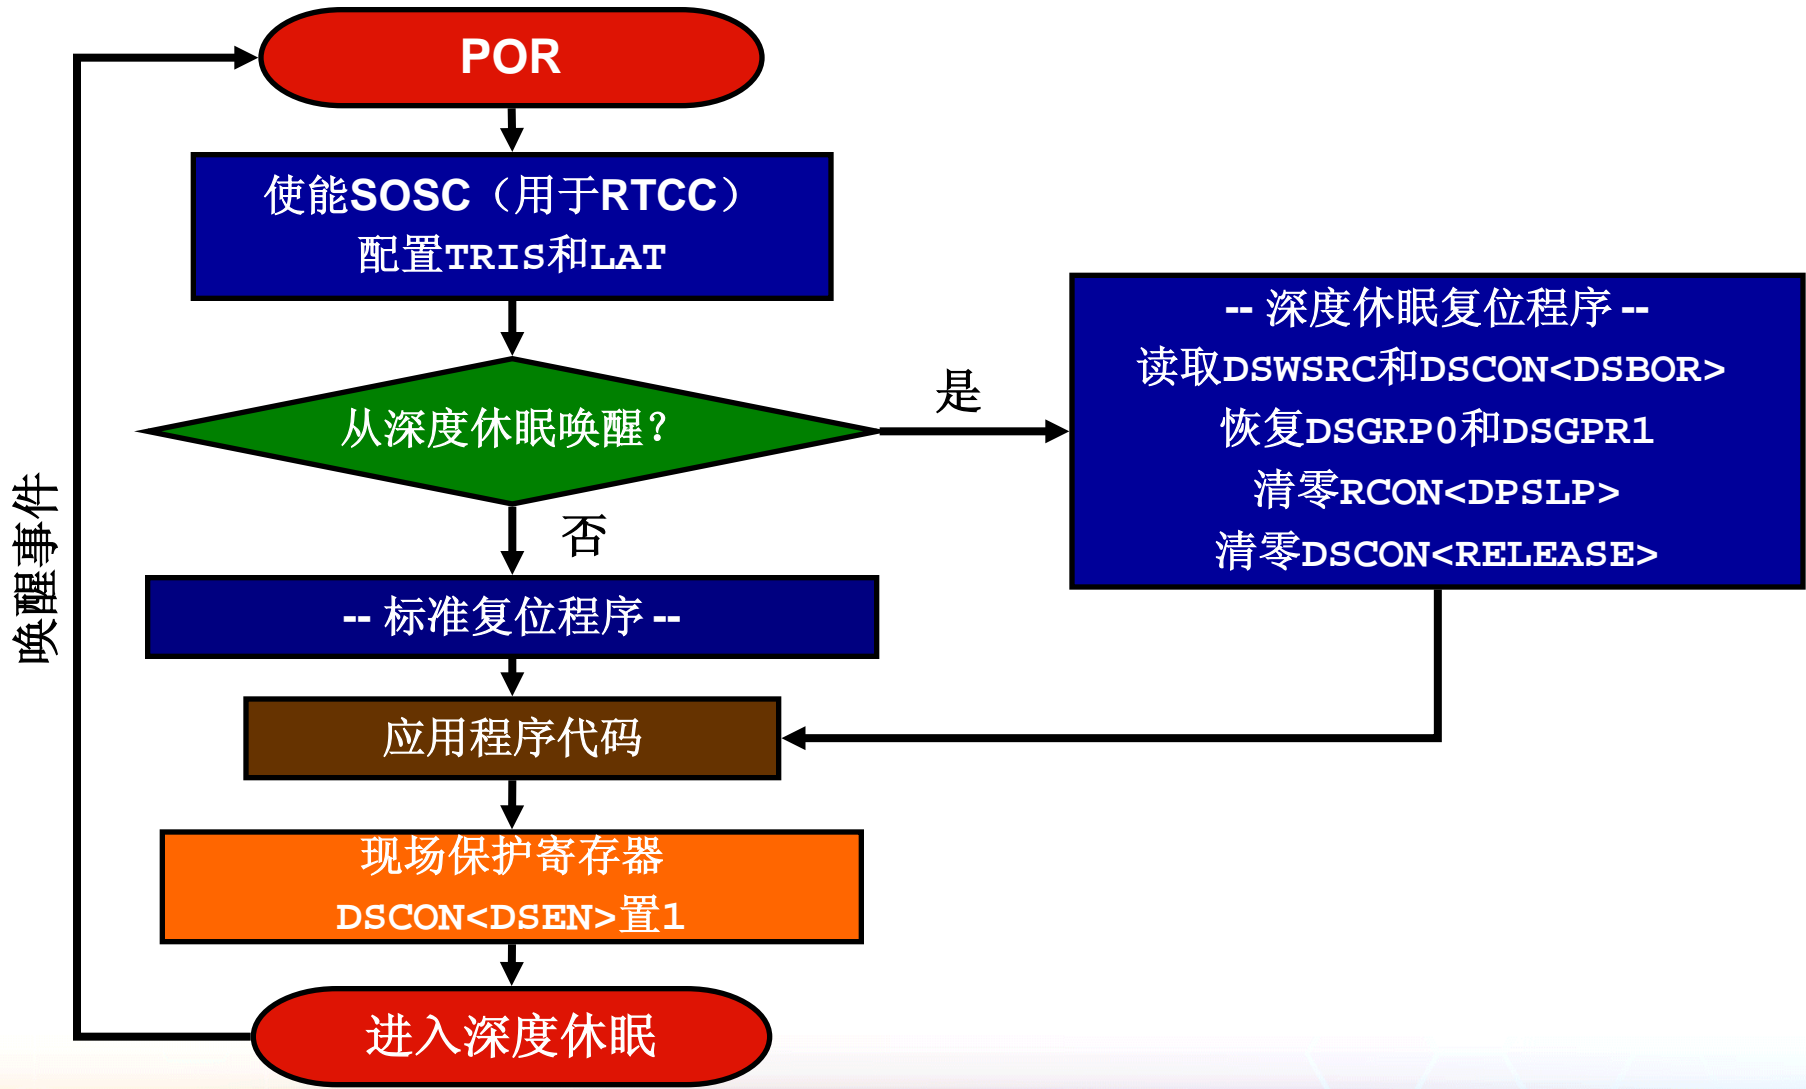 POR
使能SOSC（用于RTCC）
配置TRIS和LAT
从深度休眠唤醒？
是
-- 深度休眠复位程序 --
读取DSWSRC和DSCON<DSBOR>
恢复DSGRP0和DSGPR1
清零RCON<DPSLP>
清零DSCON<RELEASE>
否
-- 标准复位程序 --
应用程序代码
现场保护寄存器
DSCON<DSEN>置1
进入深度休眠
唤醒事件